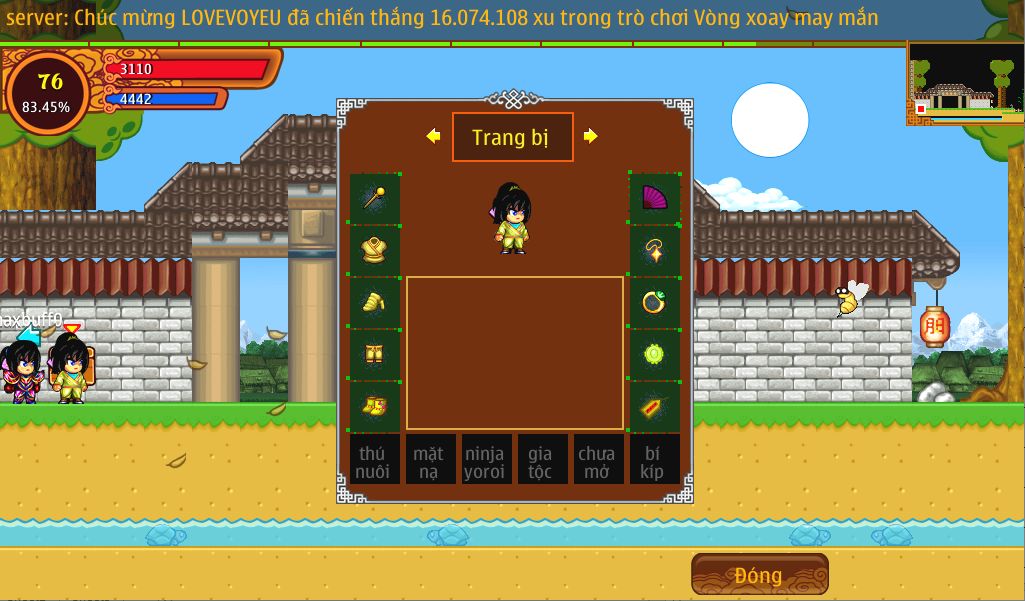 server: Chúc mừng LOVEVOYEU đã chiến thắng 16.074.108 xu trong trò chơi Vòng xoay may mắn
76
83.45%
3110
4442
Trang bị
thú nuôi
mặt nạ
ninja yoroi
gia tộc
chưa mở
bí kíp
Đóng